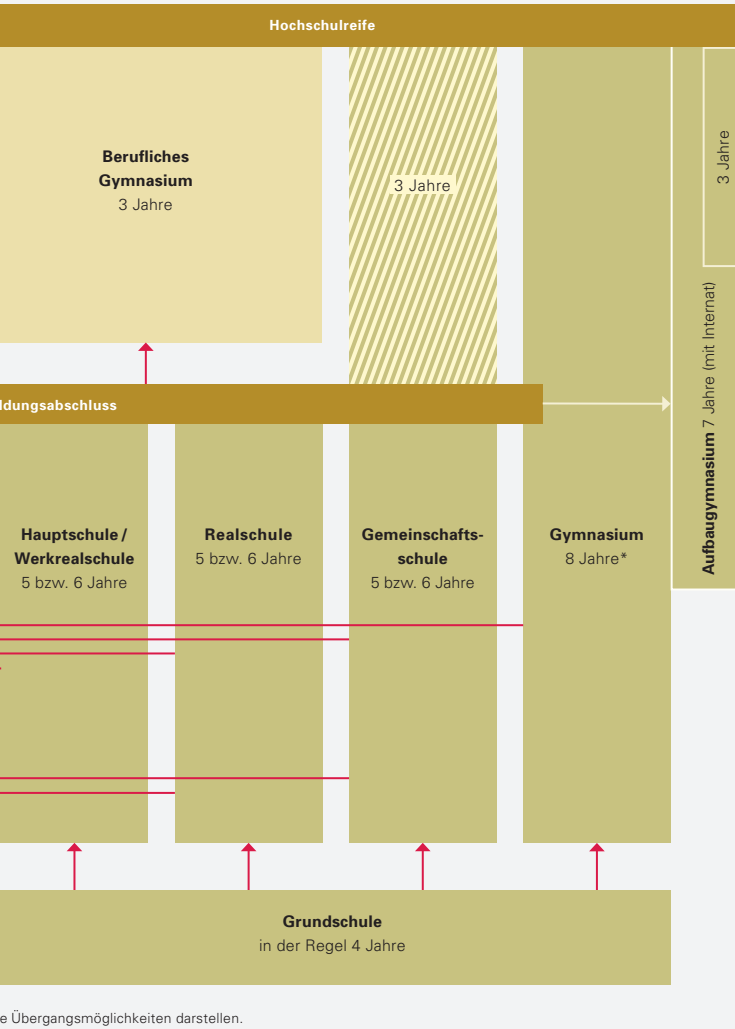 Hochschulreife
Berufliches
Gymnasium
3 Jahre
3 Jahre
3 Jahre
Aufbaugymnasium 7 Jahre (mit Internat)
ldungsabschluss
Hauptschule /
Werkrealschule
5 bzw. 6 Jahre
Realschule
5 bzw. 6 Jahre
Gemeinschafts-
schule
5 bzw. 6 Jahre
Gymnasium
8 Jahre*
Grundschule
in der Regel 4 Jahre
e Übergangsmöglichkeiten darstellen.